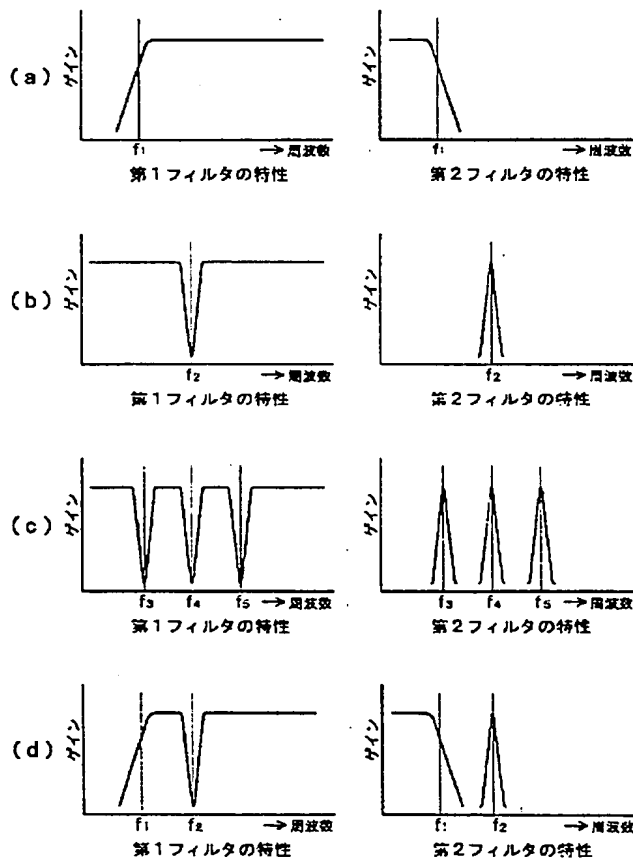 (a)
ゲイン
f₁
→周波数
第1フィルタの特性
ゲイン
f₁
→周波数
第2フィルタの特性
(b)
ゲイン
f₂
→周波数
第1フィルタの特性
ゲイン
f₂
→周波数
第2フィルタの特性
(c)
ゲイン
f₃ f₄ f₅ →周波数
第1フィルタの特性
ゲイン
f₃ f₄ f₅ →周波数
第2フィルタの特性
(d)
ゲイン
f₁ f₂ →周波数
第1フィルタの特性
ゲイン
f₁ f₂ →周波数
第2フィルタの特性